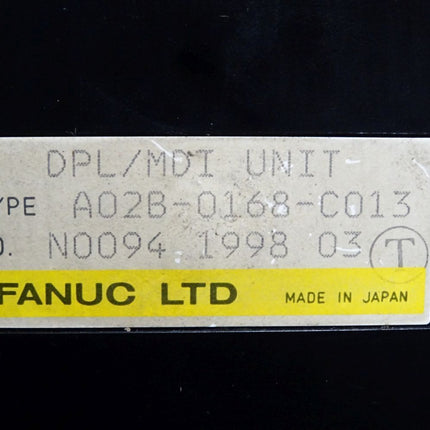 DPL/MDI UNIT
YPE A02B-0168-C013
O. N0094 1998 03 T
FANUC LTD MADE IN JAPAN